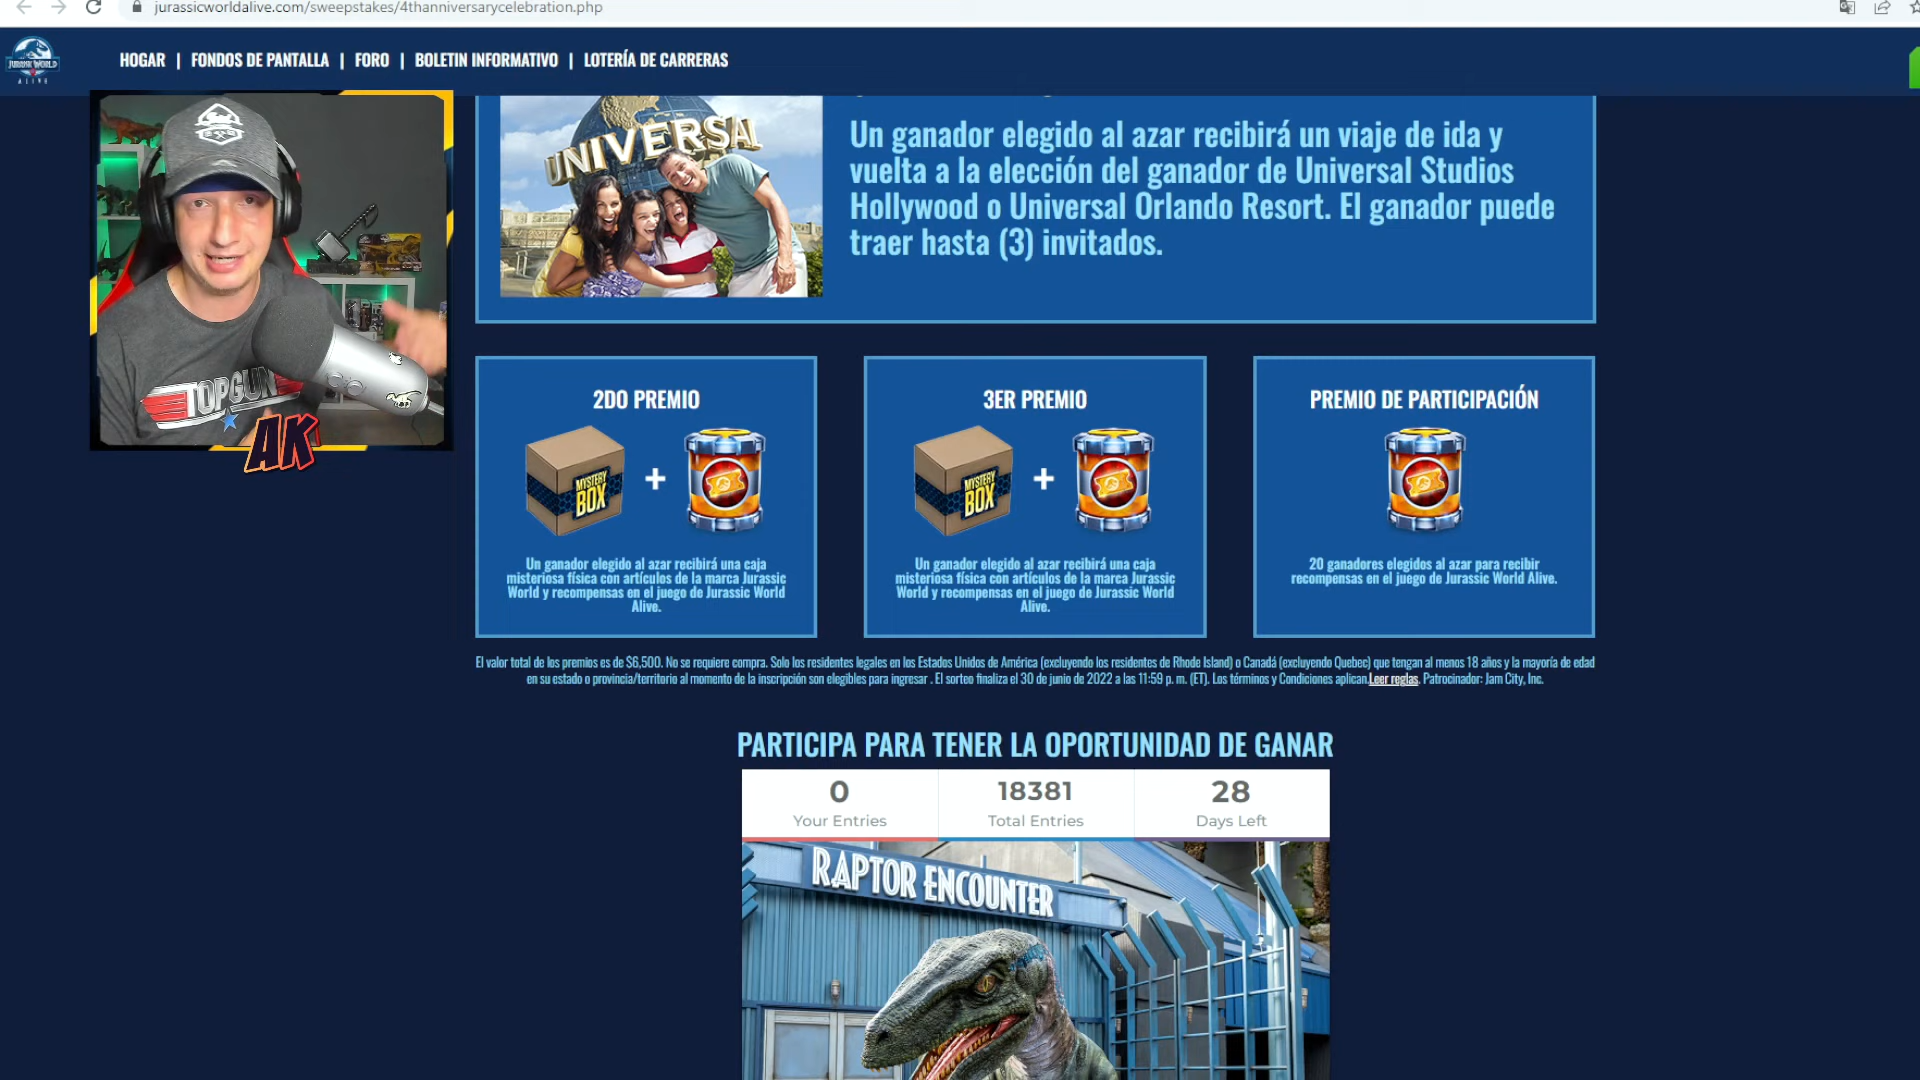 jurassicworldalive.com/sweepstakes/4thanniversarycelebration.php
JURASSIC WORLD
ALIVE
HOGAR | FONDOS DE PANTALLA | FORO | BOLETIN INFORMATIVO | LOTERÍA DE CARRERAS
UNIVERSAL
Un ganador elegido al azar recibirá un viaje de ida y
vuelta a la elección del ganador de Universal Studios
Hollywood o Universal Orlando Resort. El ganador puede
traer hasta (3) invitados.
TOPGUN
AK
2DO PREMIO
MYSTERY
BOX
+
Un ganador elegido al azar recibirá una caja
misteriosa física con artículos de la marca Jurassic
World y recompensas en el juego de Jurassic World
Alive.
3ER PREMIO
MYSTERY
BOX
+
Un ganador elegido al azar recibirá una caja
misteriosa física con artículos de la marca Jurassic
World y recompensas en el juego de Jurassic World
Alive.
PREMIO DE PARTICIPACIÓN
20 ganadores elegidos al azar para recibir
recompensas en el juego de Jurassic World Alive.
El valor total de los premios es de $6,500. No se requiere compra. Solo los residentes legales en los Estados Unidos de América (excluyendo los residentes de Rhode Island) o Canadá (excluyendo Quebec) que tengan al menos 18 años y la mayoría de edad
en su estado o provincia/territorio al momento de la inscripción son elegibles para ingresar . El sorteo finaliza el 30 de junio de 2022 a las 11:59 p. m. (ET). Los términos y Condiciones aplican.Leer reglas. Patrocinador: Jam City, Inc.
PARTICIPA PARA TENER LA OPORTUNIDAD DE GANAR
0 18381 28
Your Entries Total Entries Days Left
RAPTOR ENCOUNTER